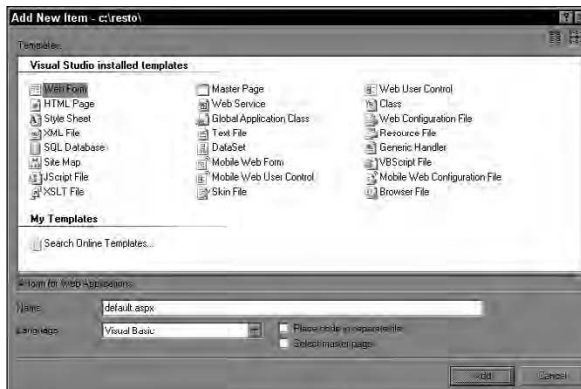 Add New Item - c:\resto\
Templates:
Visual Studio installed templates
Web Form
Master Page
Web User Control
HTML Page
Web Service
Class
Style Sheet
Global Application Class
Web Configuration File
XML File
Text File
Resource File
SQL Database
DataSet
Generic Handler
Site Map
Mobile Web Form
VBScript File
JScript File
Mobile Web User Control
Mobile Web Configuration File
XSLT File
Skin File
Browser File
My Templates
Search Online Templates...
A form for Web Applications
Name:
default.aspx
Language:
Visual Basic
Place code in separate file
Select master page
Add
Cancel